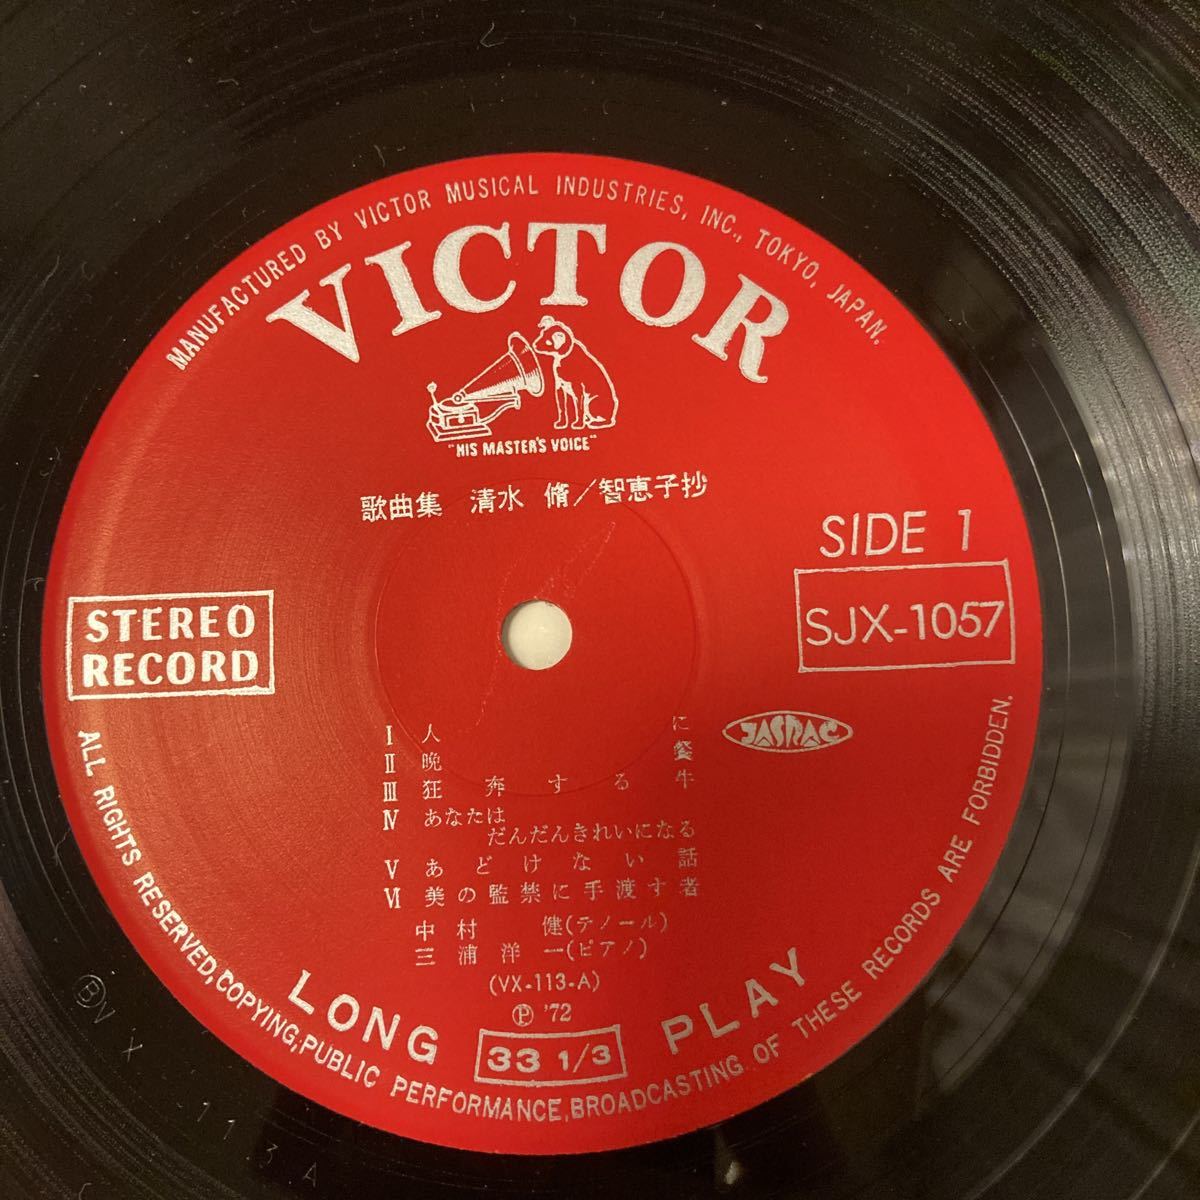 MANUFACTURED BY VICTOR MUSICAL INDUSTRIES, INC., TOKYO, JAPAN.
VICTOR
"HIS MASTER'S VOICE"
歌曲集 清水 脩／智恵子抄
SIDE 1
SJX-1057
STEREO
RECORD
JASRAC
Ⅰ 人に
Ⅱ 晩餐
Ⅲ 狂奔する牛
Ⅳ あなたは
だんだんきれいになる
Ⅴ あどけない話
Ⅵ 美の監禁に手渡す者
中村 健(テノール)
三浦洋一(ピアノ)
(VX-113-A)
Ⓟ '72
LONG PLAY
33 1/3
ALL RIGHTS RESERVED,COPYING,PUBLIC PERFORMANCE,BROADCASTING OF THESE RECORDS ARE FORBIDDEN.
ⒷVX-113A